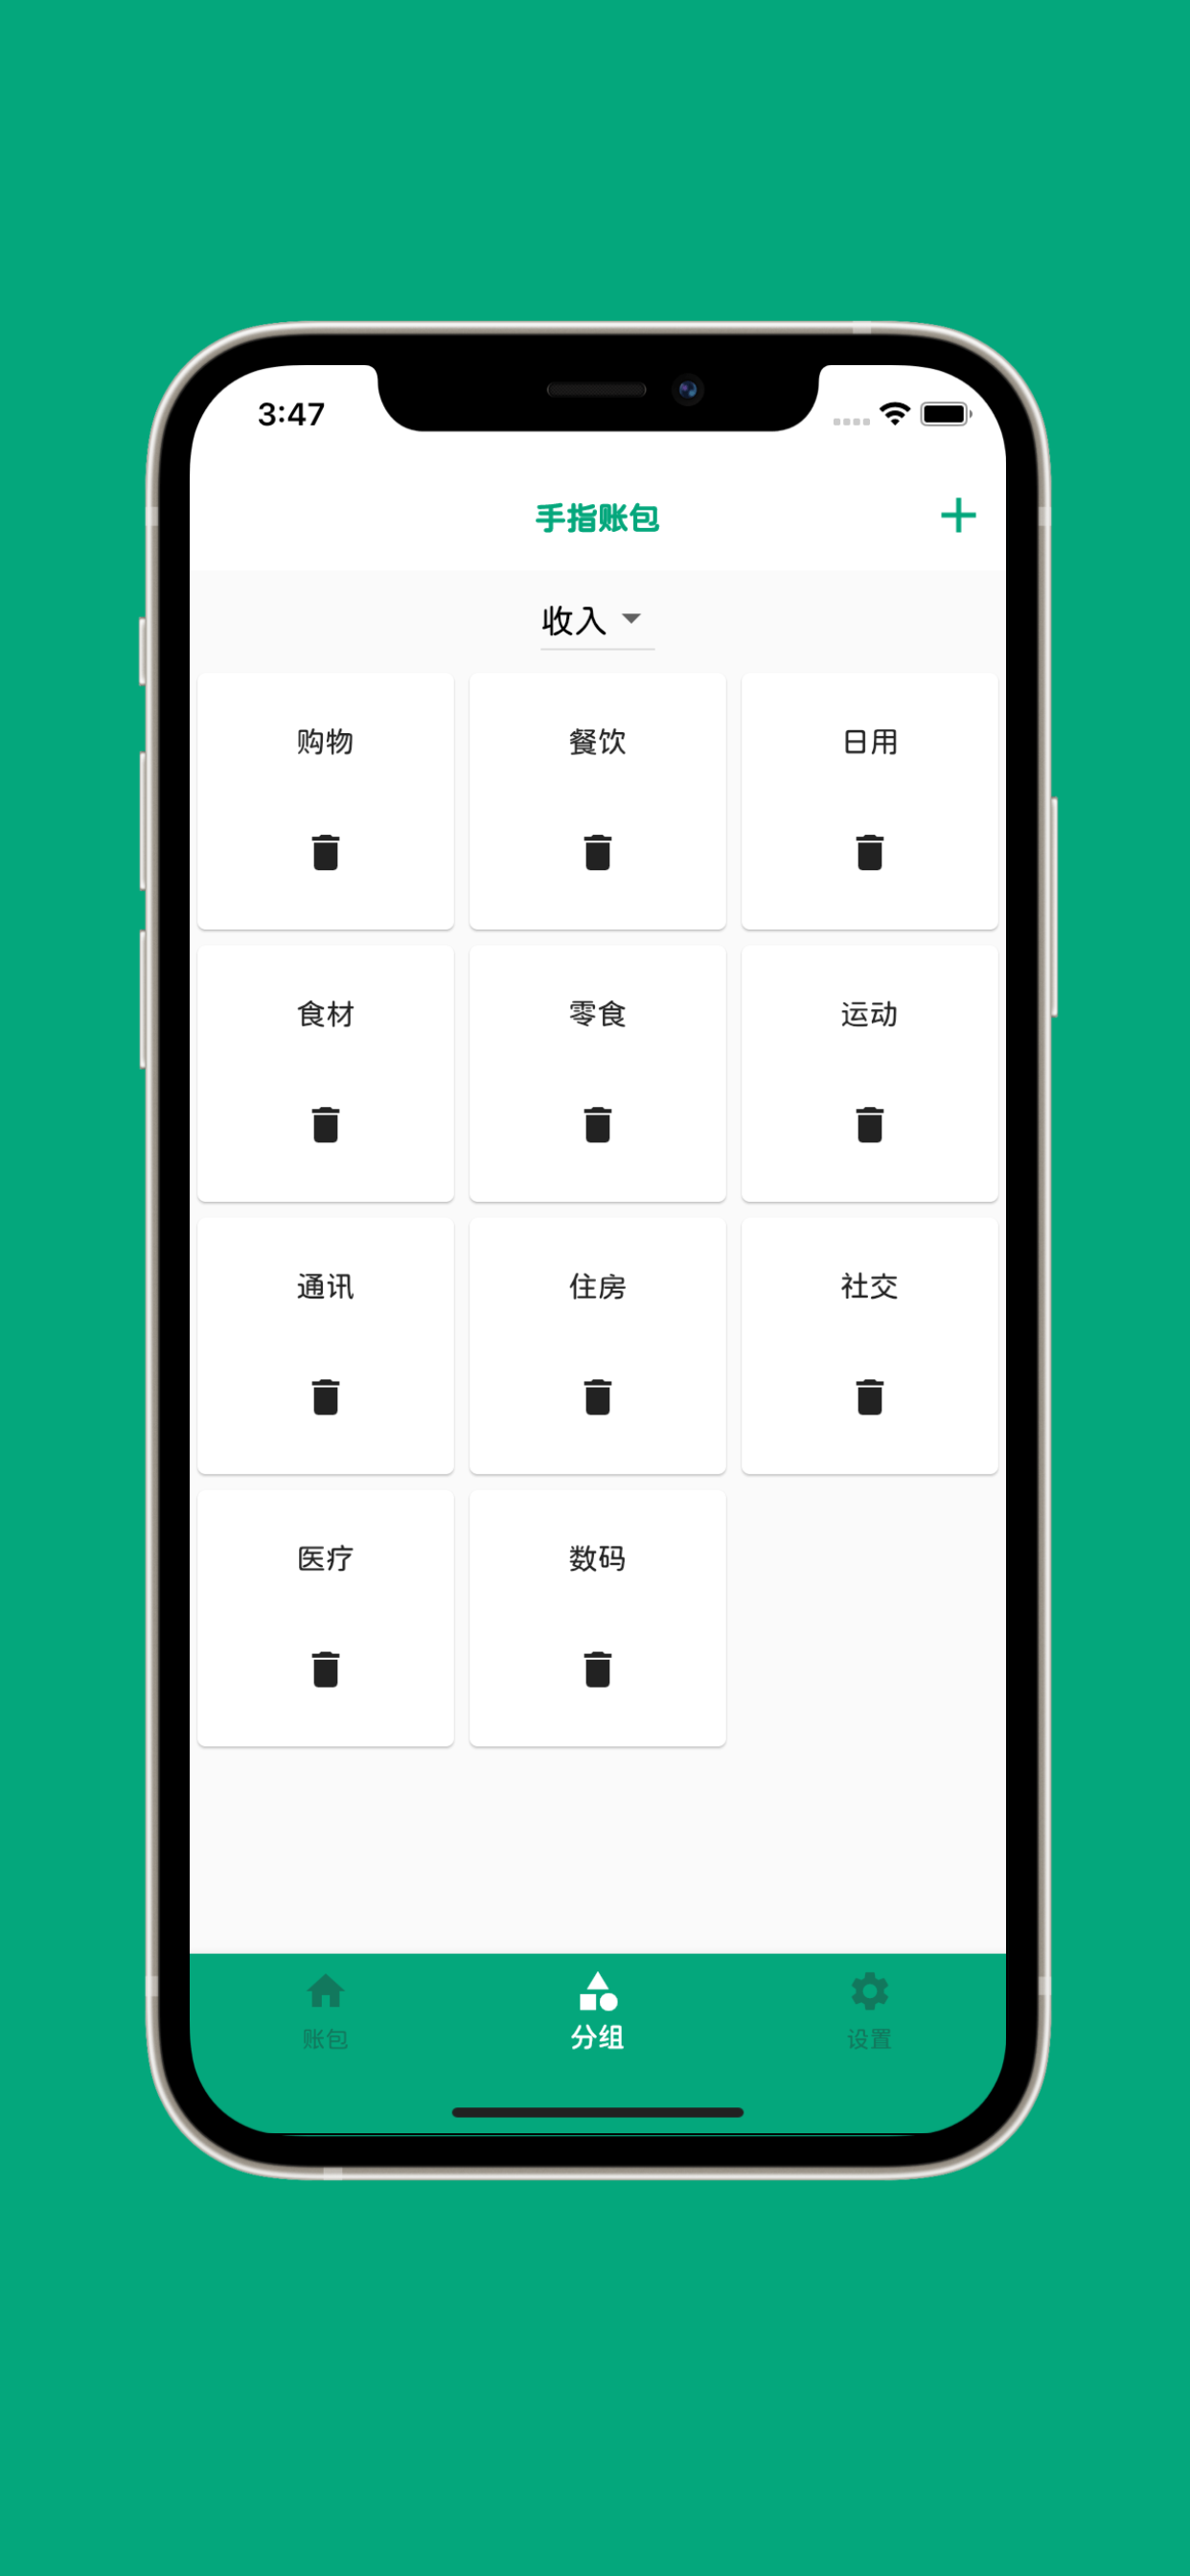 3:47
手指账包
收入
购物 餐饮 日用
食材 零食 运动
通讯 住房 社交
医疗 数码
账包 分组 设置